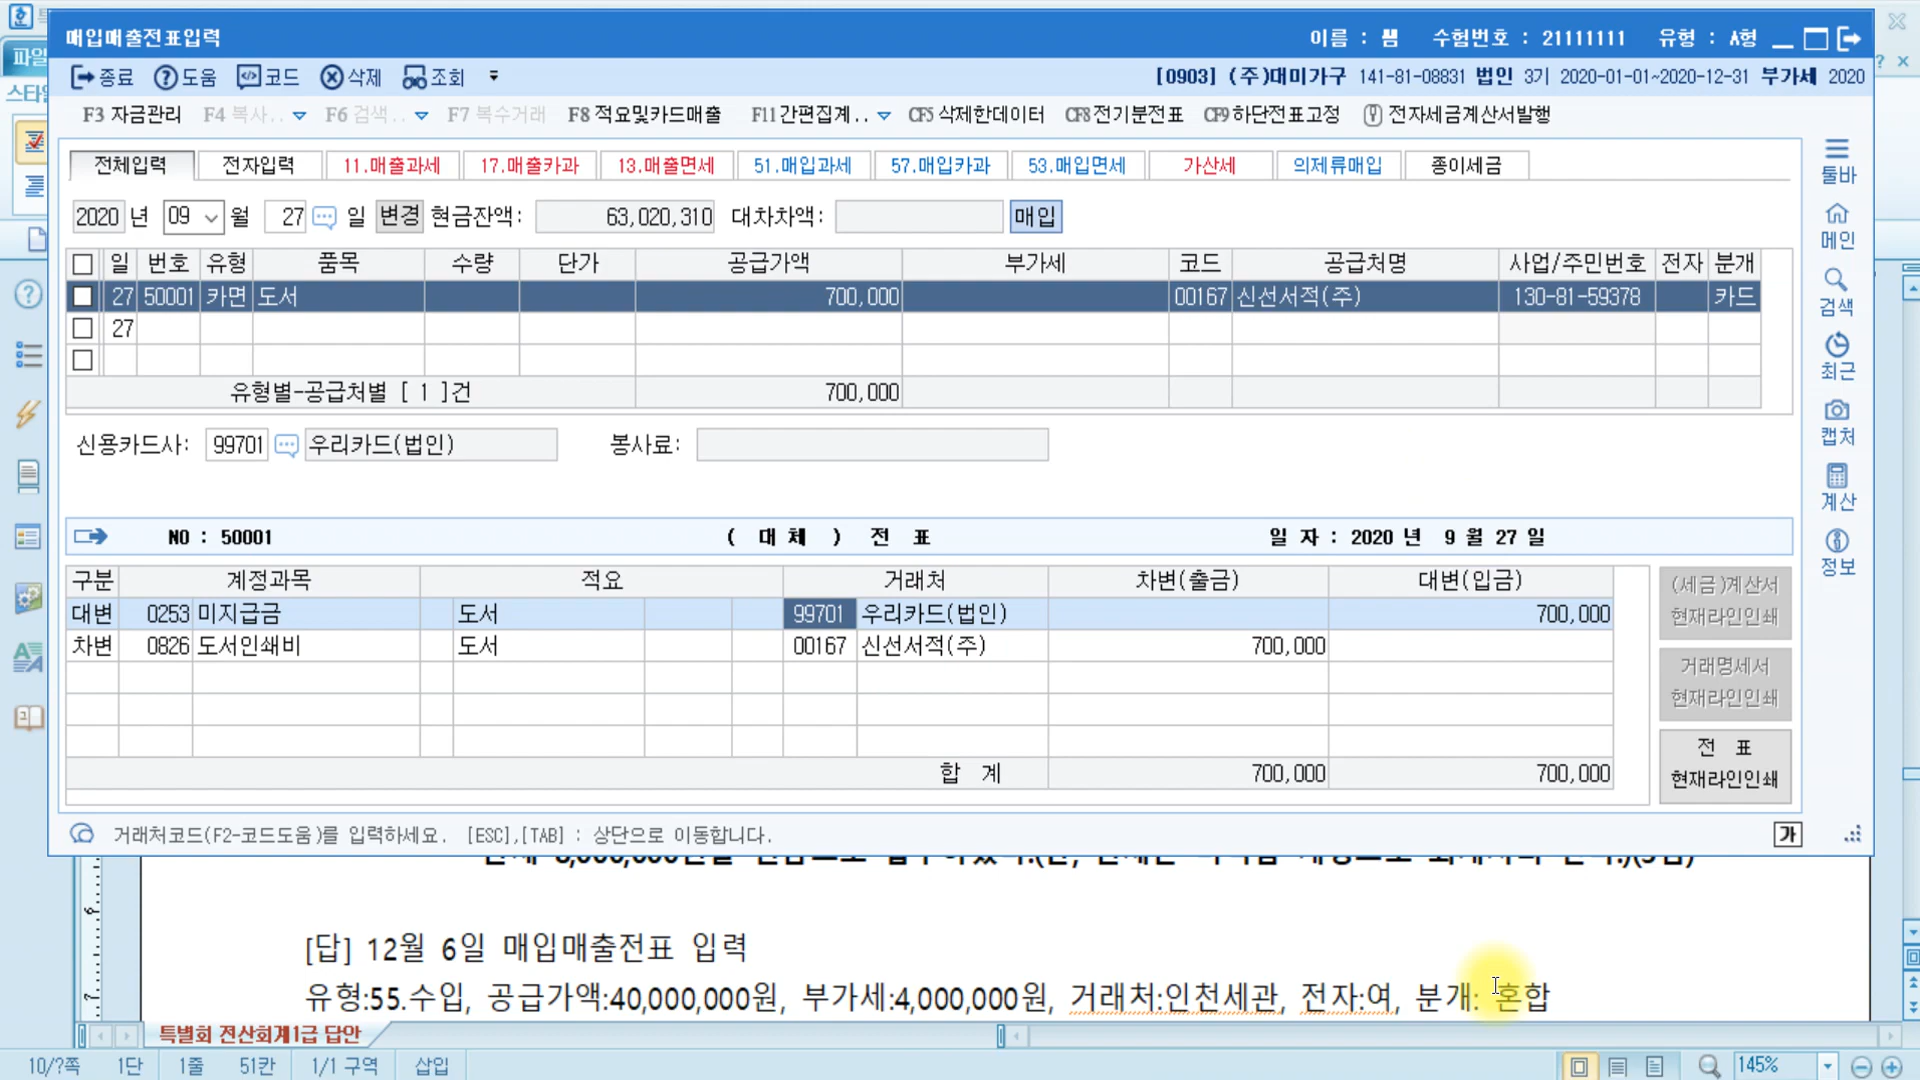 매입매출전표입력
이름 : 쌤 수험번호 : 21111111 유형 : A형
파일
종료 도움 코드 삭제 조회
[0903] (주)대미가구 141-81-08831 법인 3기 2020-01-01~2020-12-31 부가세 2020
스타일
F3 자금관리 F4 복사.. F6 검색.. F7 복수거래 F8 적요및카드매출 F11 간편집계.. CF5 삭제한데이터 CF8 전기분전표 CF9 하단전표고정 전자세금계산서발행
전체입력 전자입력 11.매출과세 17.매출카과 13.매출면세 51.매입과세 57.매입카과 53.매입면세 가산세 의제류매입 종이세금
툴바
2020 년 09 월 27 일 변경 현금잔액: 63,020,310 대차차액: 매입
메인
일 번호 유형 품목 수량 단가 공급가액 부가세 코드 공급처명 사업/주민번호 전자 분개
27 50001 카면 도서 700,000 00167 신선서적(주) 130-81-59378 카드
검색
27
최근
유형별-공급처별 [ 1 ]건 700,000
신용카드사: 99701 우리카드(법인) 봉사료:
캡처
계산
NO : 50001 ( 대 체 ) 전 표 일 자 : 2020 년 9 월 27 일
정보
구분 계정과목 적요 거래처 차변(출금) 대변(입금)
대변 0253 미지급금 도서 99701 우리카드(법인) 700,000
차변 0826 도서인쇄비 도서 00167 신선서적(주) 700,000
합 계 700,000 700,000
(세금)계산서
현재라인인쇄
거래명세서
현재라인인쇄
전 표
현재라인인쇄
거래처코드(F2-코드도움)를 입력하세요. [ESC],[TAB] : 상단으로 이동합니다.
가
[답] 12월 6일 매입매출전표 입력
유형:55.수입, 공급가액:40,000,000원, 부가세:4,000,000원, 거래처:인천세관, 전자:여, 분개: 혼합
특별회 전산회계1급 답안
10/?쪽 1단 1줄 51칸 1/1 구역 삽입 145%